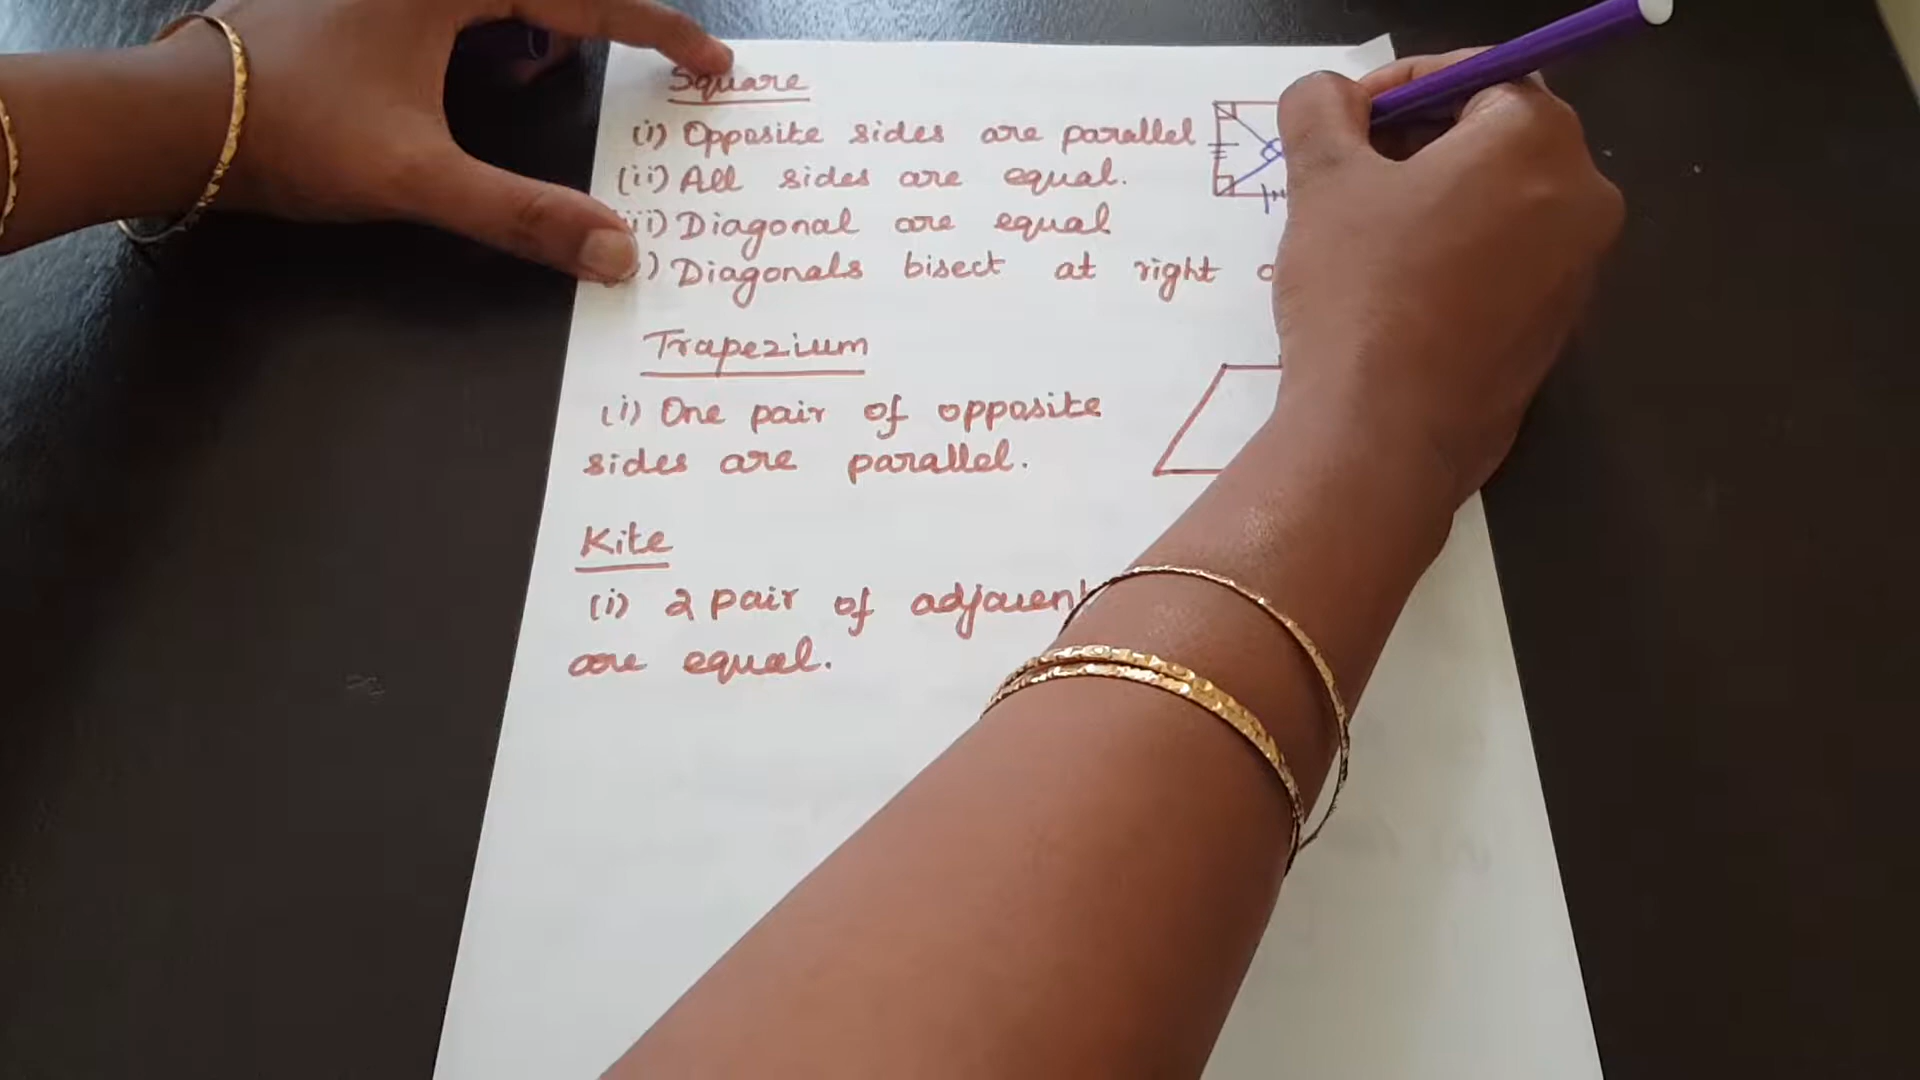 Square
(i) Opposite sides are parallel
(ii) All sides are equal.
iii) Diagonal are equal
) Diagonals bisect at right
Trapezium
(i) One pair of opposite
sides are parallel.
Kite
(i) 2 pair of adjacent
are equal.